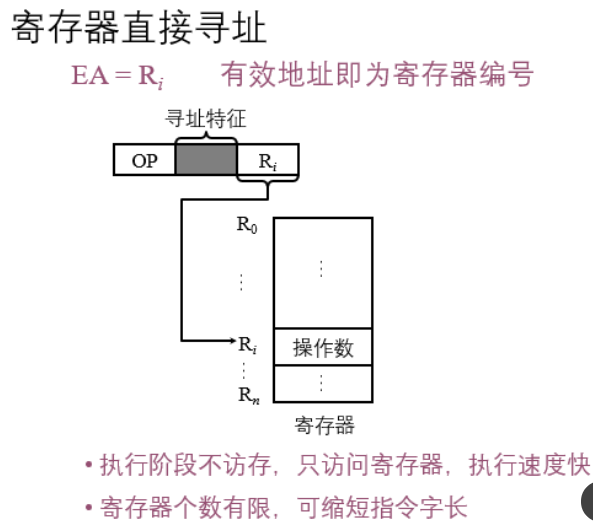 寄存器直接寻址
EA = Rᵢ 有效地址即为寄存器编号
寻址特征
OP Rᵢ
R₀
⋮ ⋮
Rᵢ 操作数
⋮ ⋮
Rₙ
寄存器
• 执行阶段不访存，只访问寄存器，执行速度快
• 寄存器个数有限，可缩短指令字长